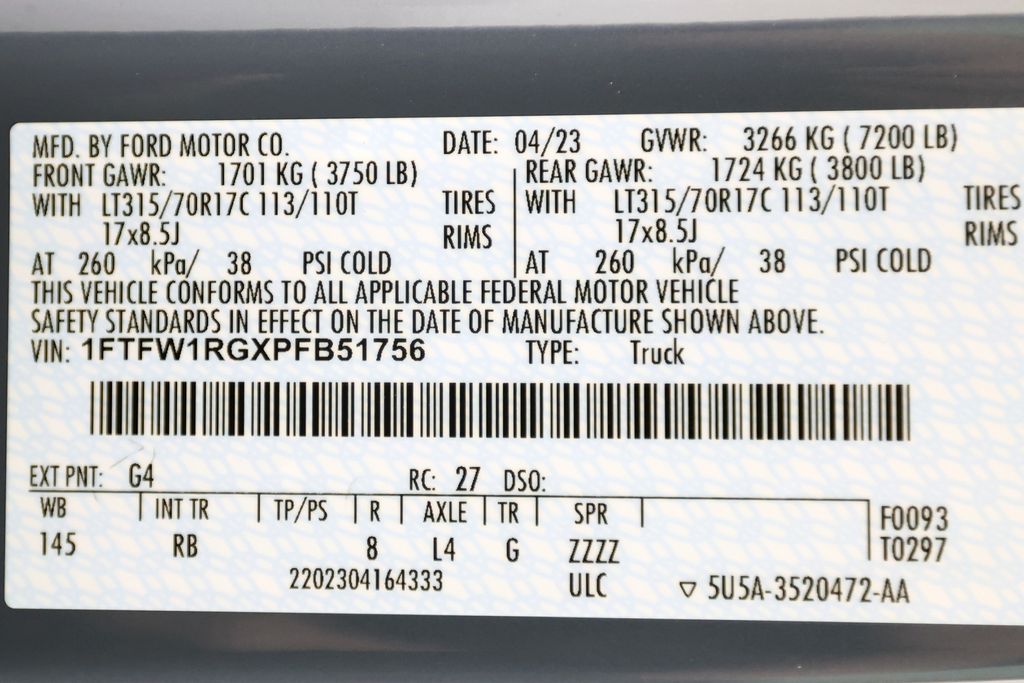 MFD. BY FORD MOTOR CO. DATE: 04/23 GVWR: 3266 KG ( 7200 LB)
FRONT GAWR: 1701 KG ( 3750 LB) REAR GAWR: 1724 KG ( 3800 LB)
WITH LT315/70R17C 113/110T TIRES WITH LT315/70R17C 113/110T TIRES
17x8.5J RIMS 17x8.5J RIMS
AT 260 kPa/ 38 PSI COLD AT 260 kPa/ 38 PSI COLD
THIS VEHICLE CONFORMS TO ALL APPLICABLE FEDERAL MOTOR VEHICLE
SAFETY STANDARDS IN EFFECT ON THE DATE OF MANUFACTURE SHOWN ABOVE.
VIN: 1FTFW1RGXPFB51756 TYPE: Truck
EXT PNT: G4 RC: 27 DSO:
WB INT TR TP/PS R AXLE TR SPR F0093
145 RB 8 L4 G ZZZZ T0297
2202304164333 ULC ▽ 5U5A-3520472-AA